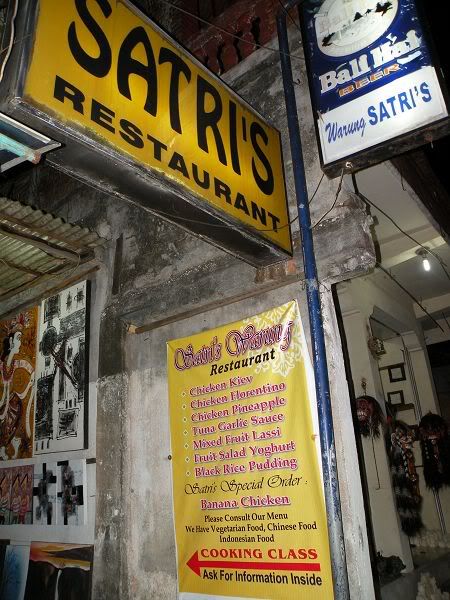 SATRI'S
RESTAURANT
Bali Hai
BEER
Warung SATRI'S
Satri's Warung
Restaurant
Chicken Kiev
Chicken Florentino
Chicken Pineapple
Tuna Garlic Sauce
Mixed Fruit Lassi
Fruit Salad Yoghurt
Black Rice Pudding
Satri's Special Order :
Banana Chicken
Please Consult Our Menu
We Have Vegetarian Food, Chinese Food
Indonesian Food
COOKING CLASS
Ask For Information Inside